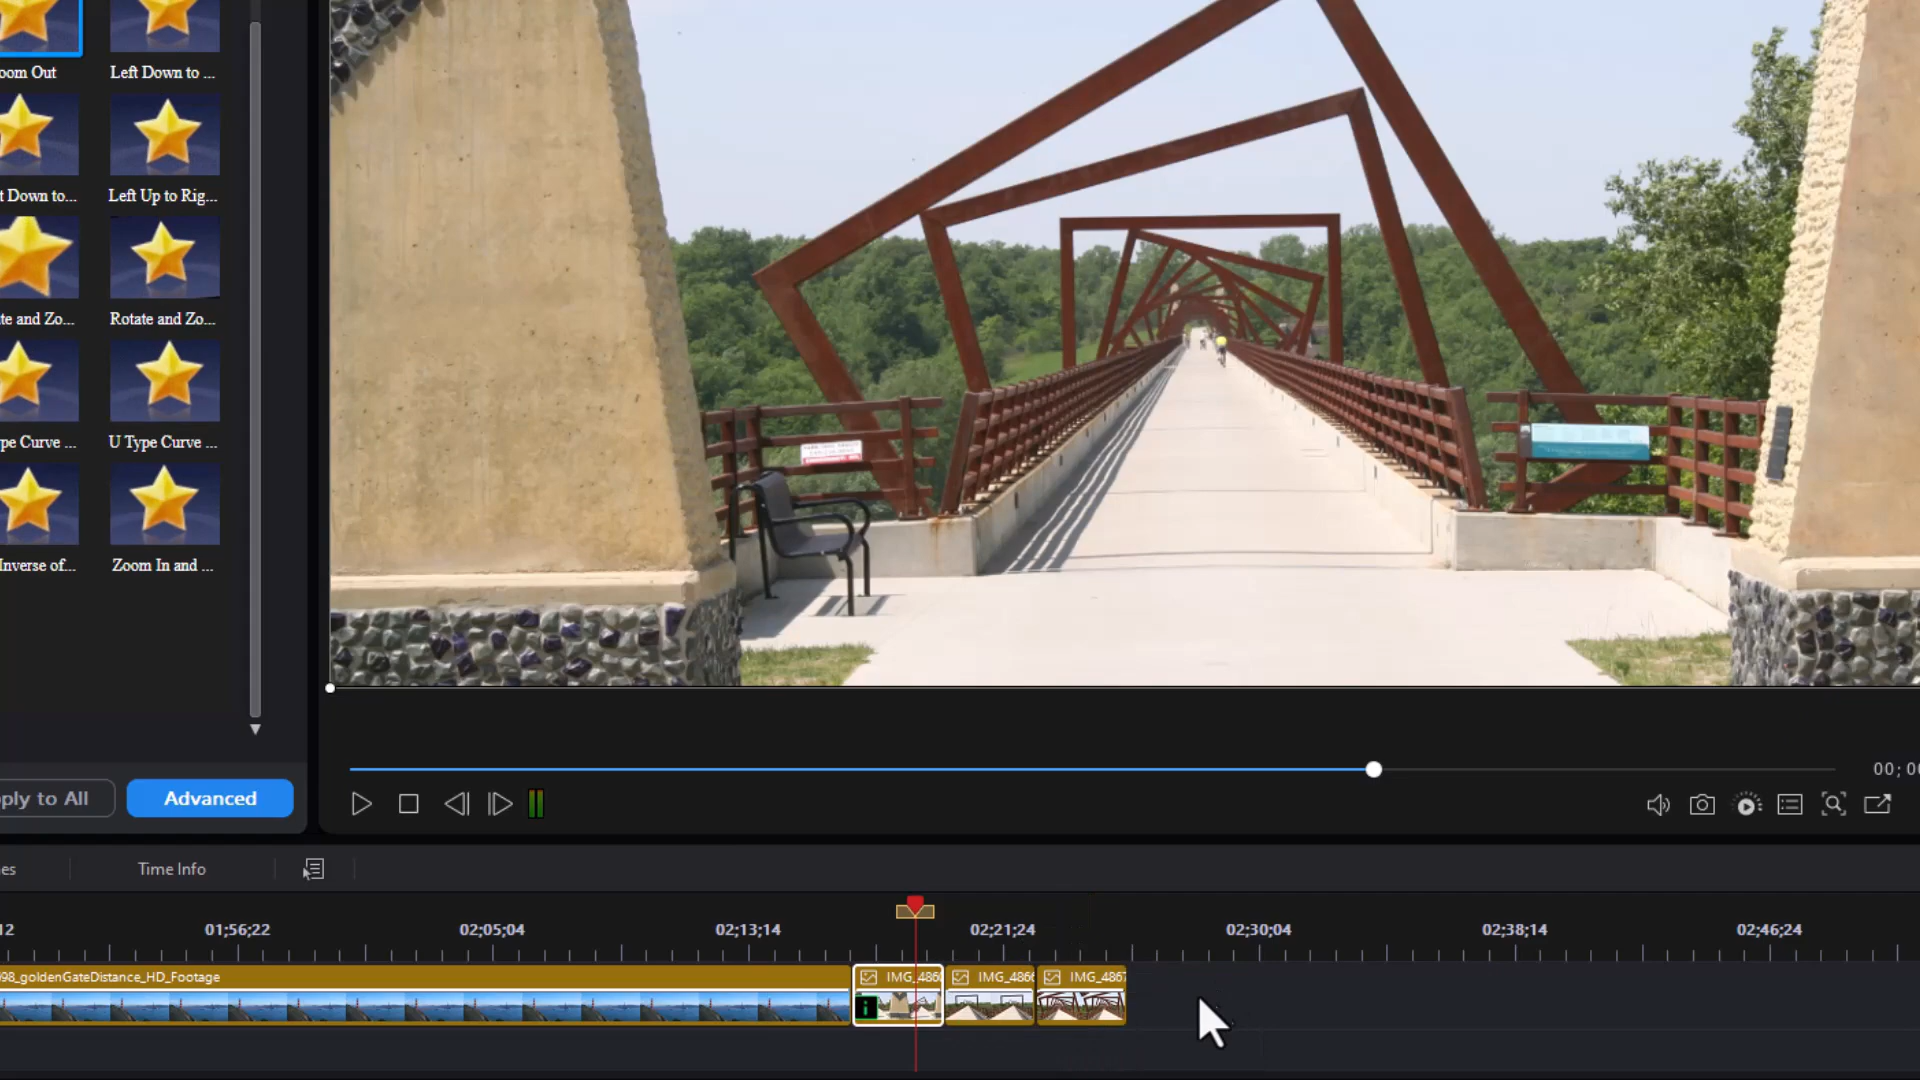 oom Out
Left Down to ...
t Down to...
Left Up to Rig...
te and Zo...
Rotate and Zo...
pe Curve ...
U Type Curve ...
Inverse of...
Zoom In and ...
ply to All
Advanced
00; 0
es
Time Info
12
01;56;22
02;05;04
02;13;14
02;21;24
02;30;04
02;38;14
02;46;24
98_goldenGateDistance_HD_Footage
IMG_486
IMG_4866
IMG_4867